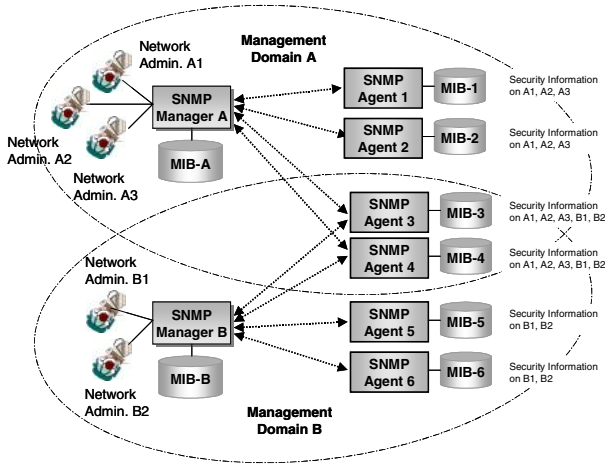 Network
Admin. A1
Management
Domain A
SNMP
Manager A
MIB-A
Network
Admin. A2
Network
Admin. A3
SNMP
Agent 1
MIB-1
Security Information
on A1, A2, A3
SNMP
Agent 2
MIB-2
Security Information
on A1, A2, A3
SNMP
Agent 3
MIB-3
Security Information
on A1, A2, A3, B1, B2
SNMP
Agent 4
MIB-4
Security Information
on A1, A2, A3, B1, B2
Network
Admin. B1
SNMP
Manager B
MIB-B
Network
Admin. B2
SNMP
Agent 5
MIB-5
Security Information
on B1, B2
SNMP
Agent 6
MIB-6
Security Information
on B1, B2
Management
Domain B